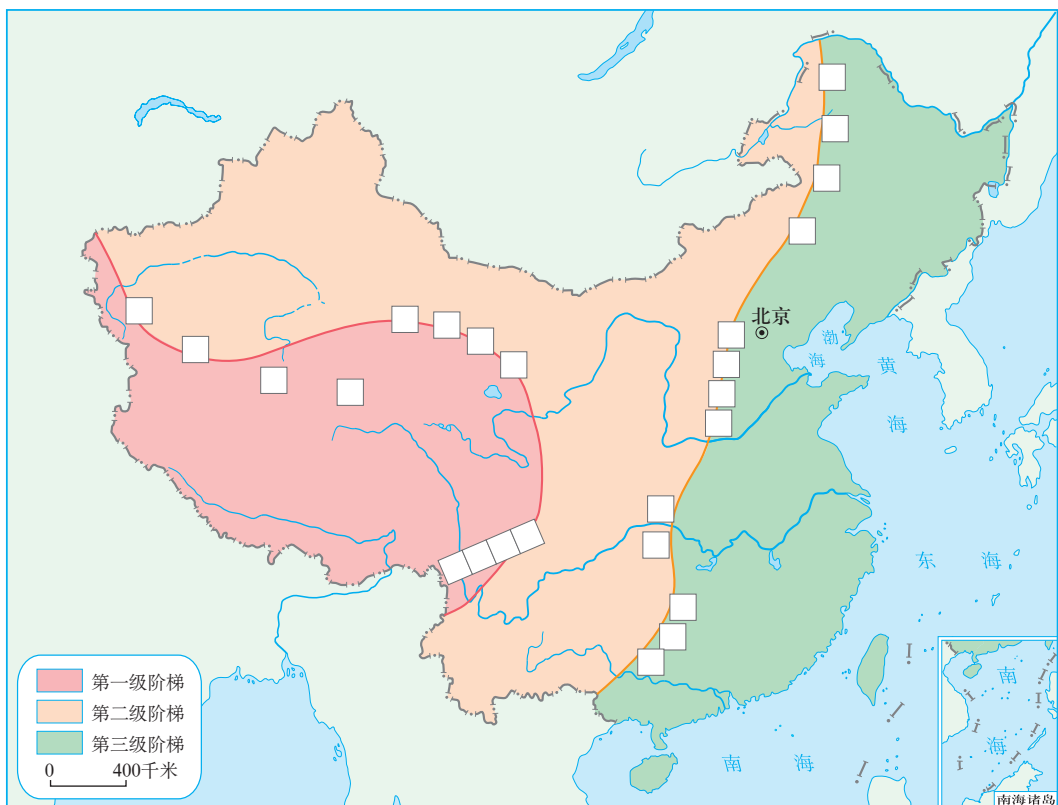 北京
渤
海
黄
海
东 海
南 海
第一级阶梯
第二级阶梯
第三级阶梯
0 400千米
南
海
南海诸岛